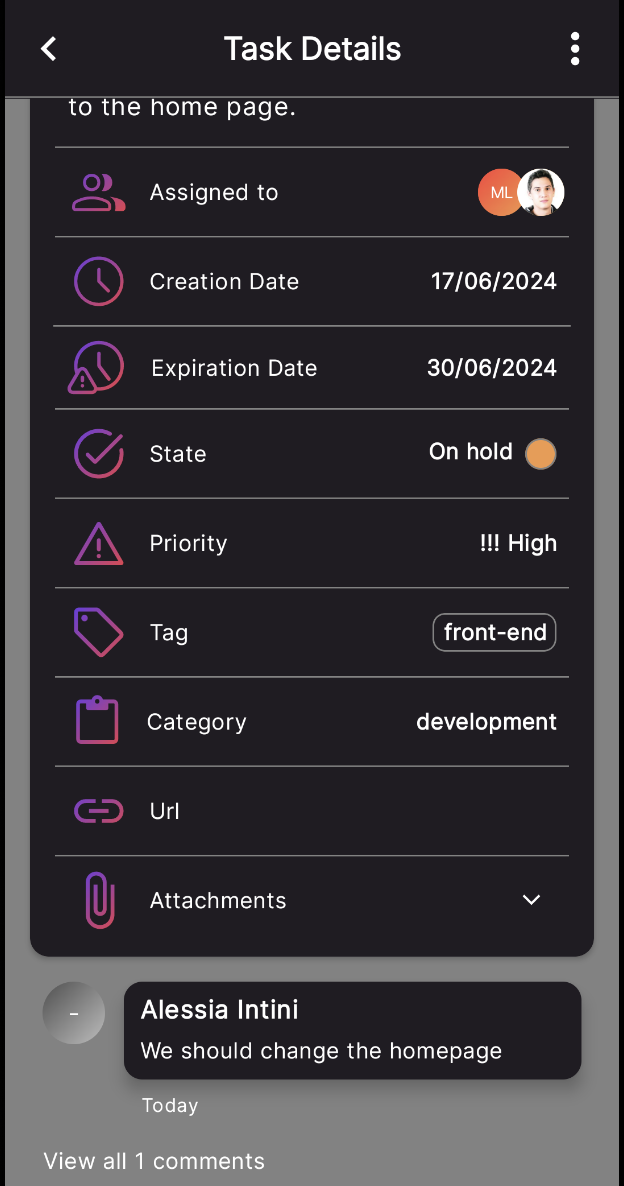 Task Details
to the home page.
Assigned to ML
Creation Date 17/06/2024
Expiration Date 30/06/2024
State On hold
Priority !!! High
Tag front-end
Category development
Url
Attachments
-
Alessia Intini
We should change the homepage
Today
View all 1 comments